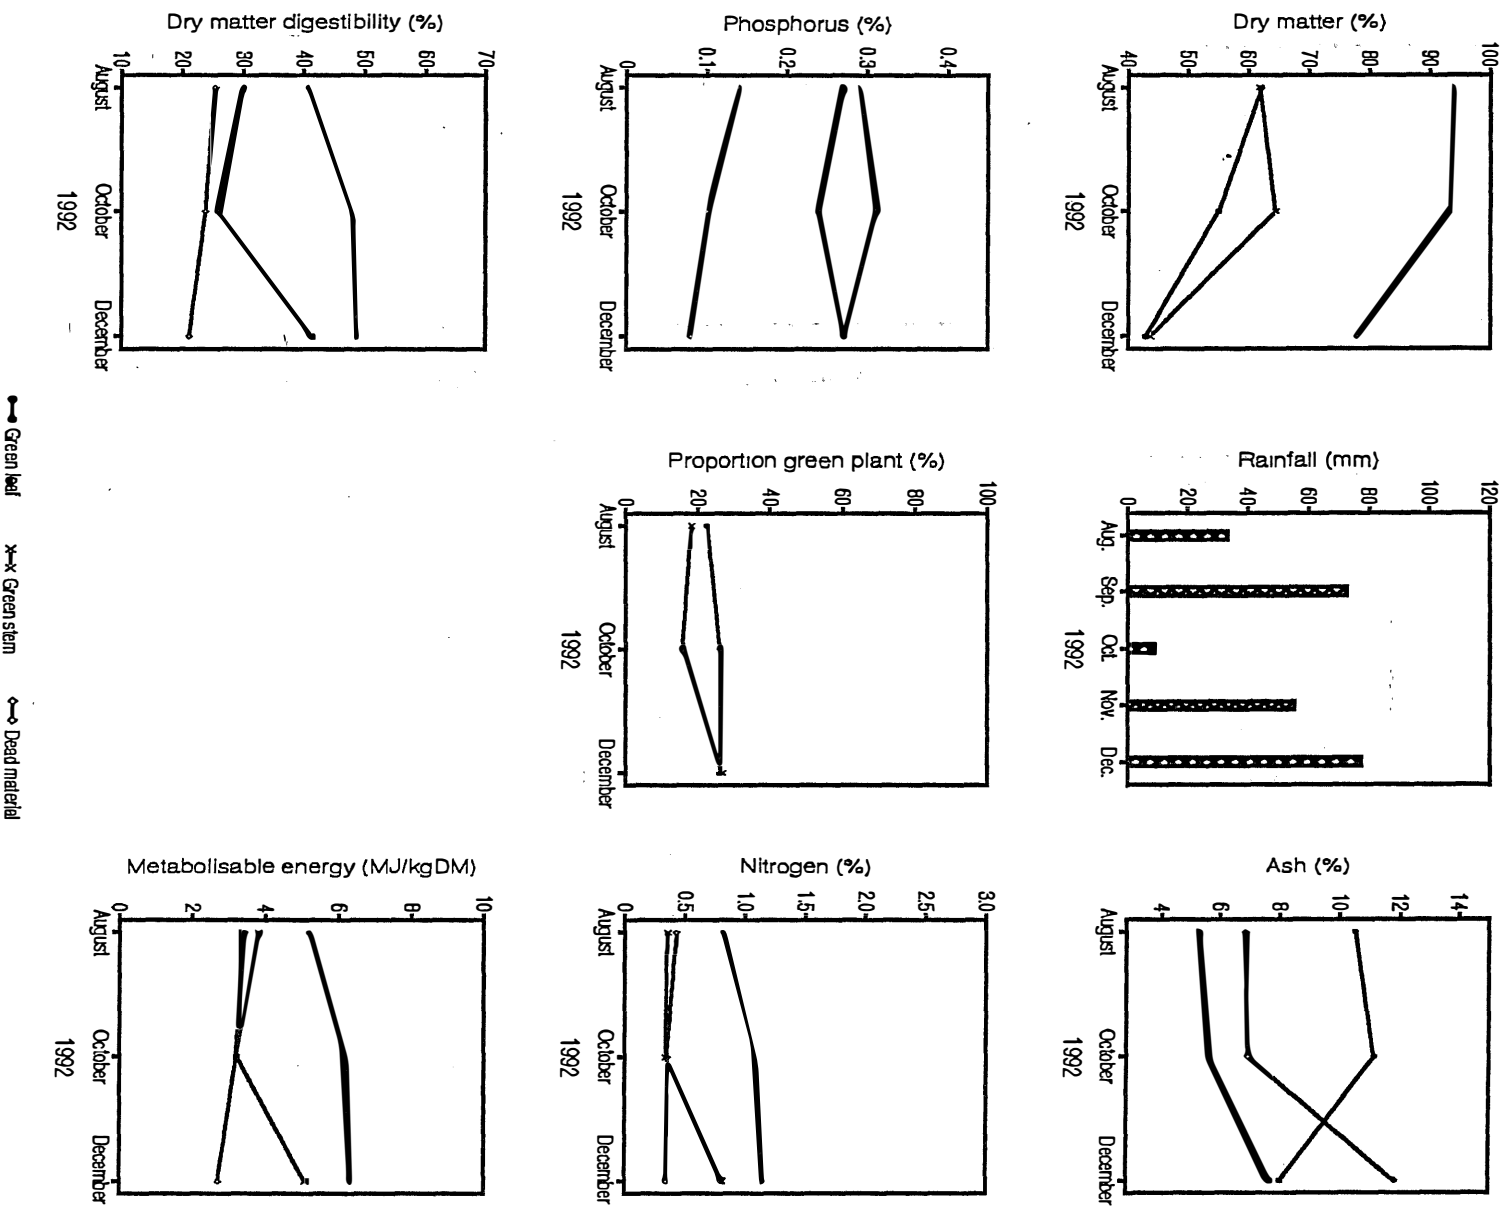 Dry matter digestibility (%)
70
60
50
40
30
20
10
August
October
December
1992
Phosphorus (%)
0.4
0.3
0.2
0.1
0
August
October
December
1992
Dry matter (%)
100
90
80
70
60
50
40
August
October
December
1992
Proportion green plant (%)
100
80
60
40
20
0
August
October
December
1992
Rainfall (mm)
120
100
80
60
40
20
0
Aug.
Sep.
Oct.
Nov.
Dec.
1992
Metabolisable energy (MJ/kgDM)
10
8
6
4
2
0
August
October
December
1992
Nitrogen (%)
3.0
2.5
2.0
1.5
1.0
0.5
0
August
October
December
1992
Ash (%)
14
12
10
8
6
4
August
October
December
1992
Green leaf
Green stem
Dead material